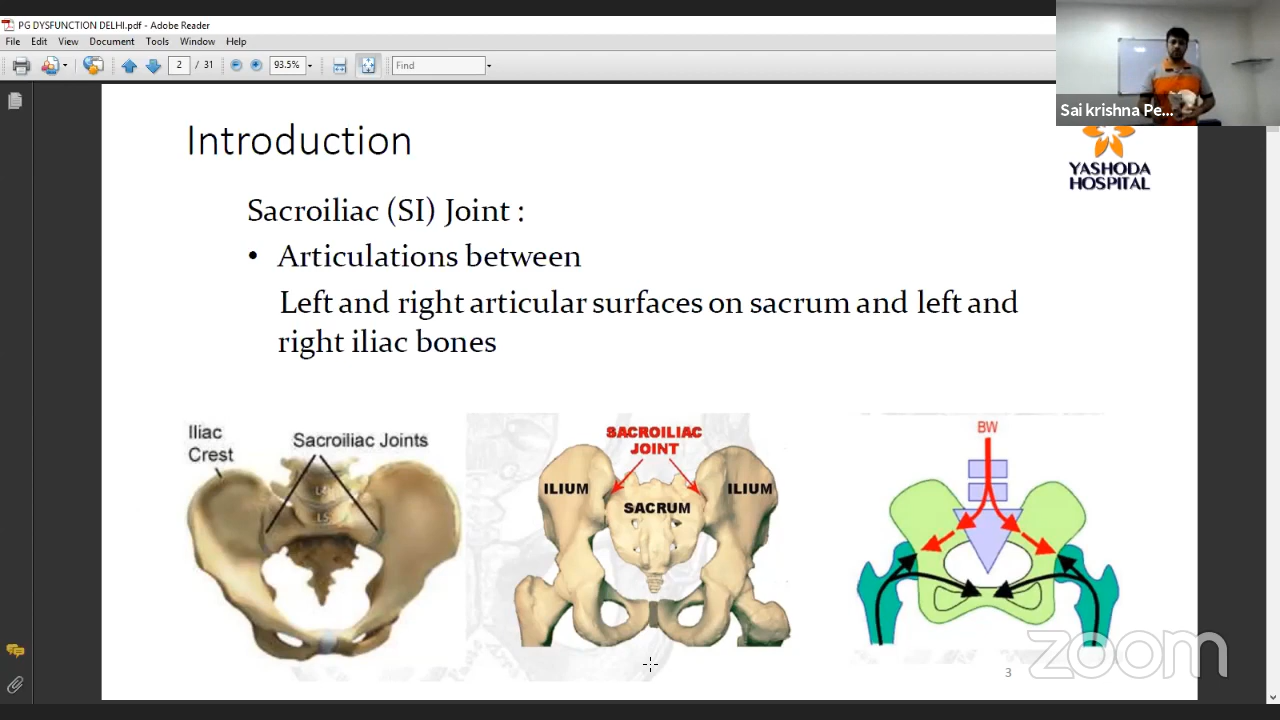 PG DYSFUNCTION DELHI.pdf - Adobe Reader
File Edit View Document Tools Window Help
2 / 31 93.5% Find
Sai krishna Pe...
YASHODA
HOSPITAL
Introduction
Sacroiliac (SI) Joint :
• Articulations between
Left and right articular surfaces on sacrum and left and
right iliac bones
Iliac
Crest
Sacroiliac Joints
L4
L5
SACROILIAC
JOINT
ILIUM
ILIUM
SACRUM
BW
zoom
3